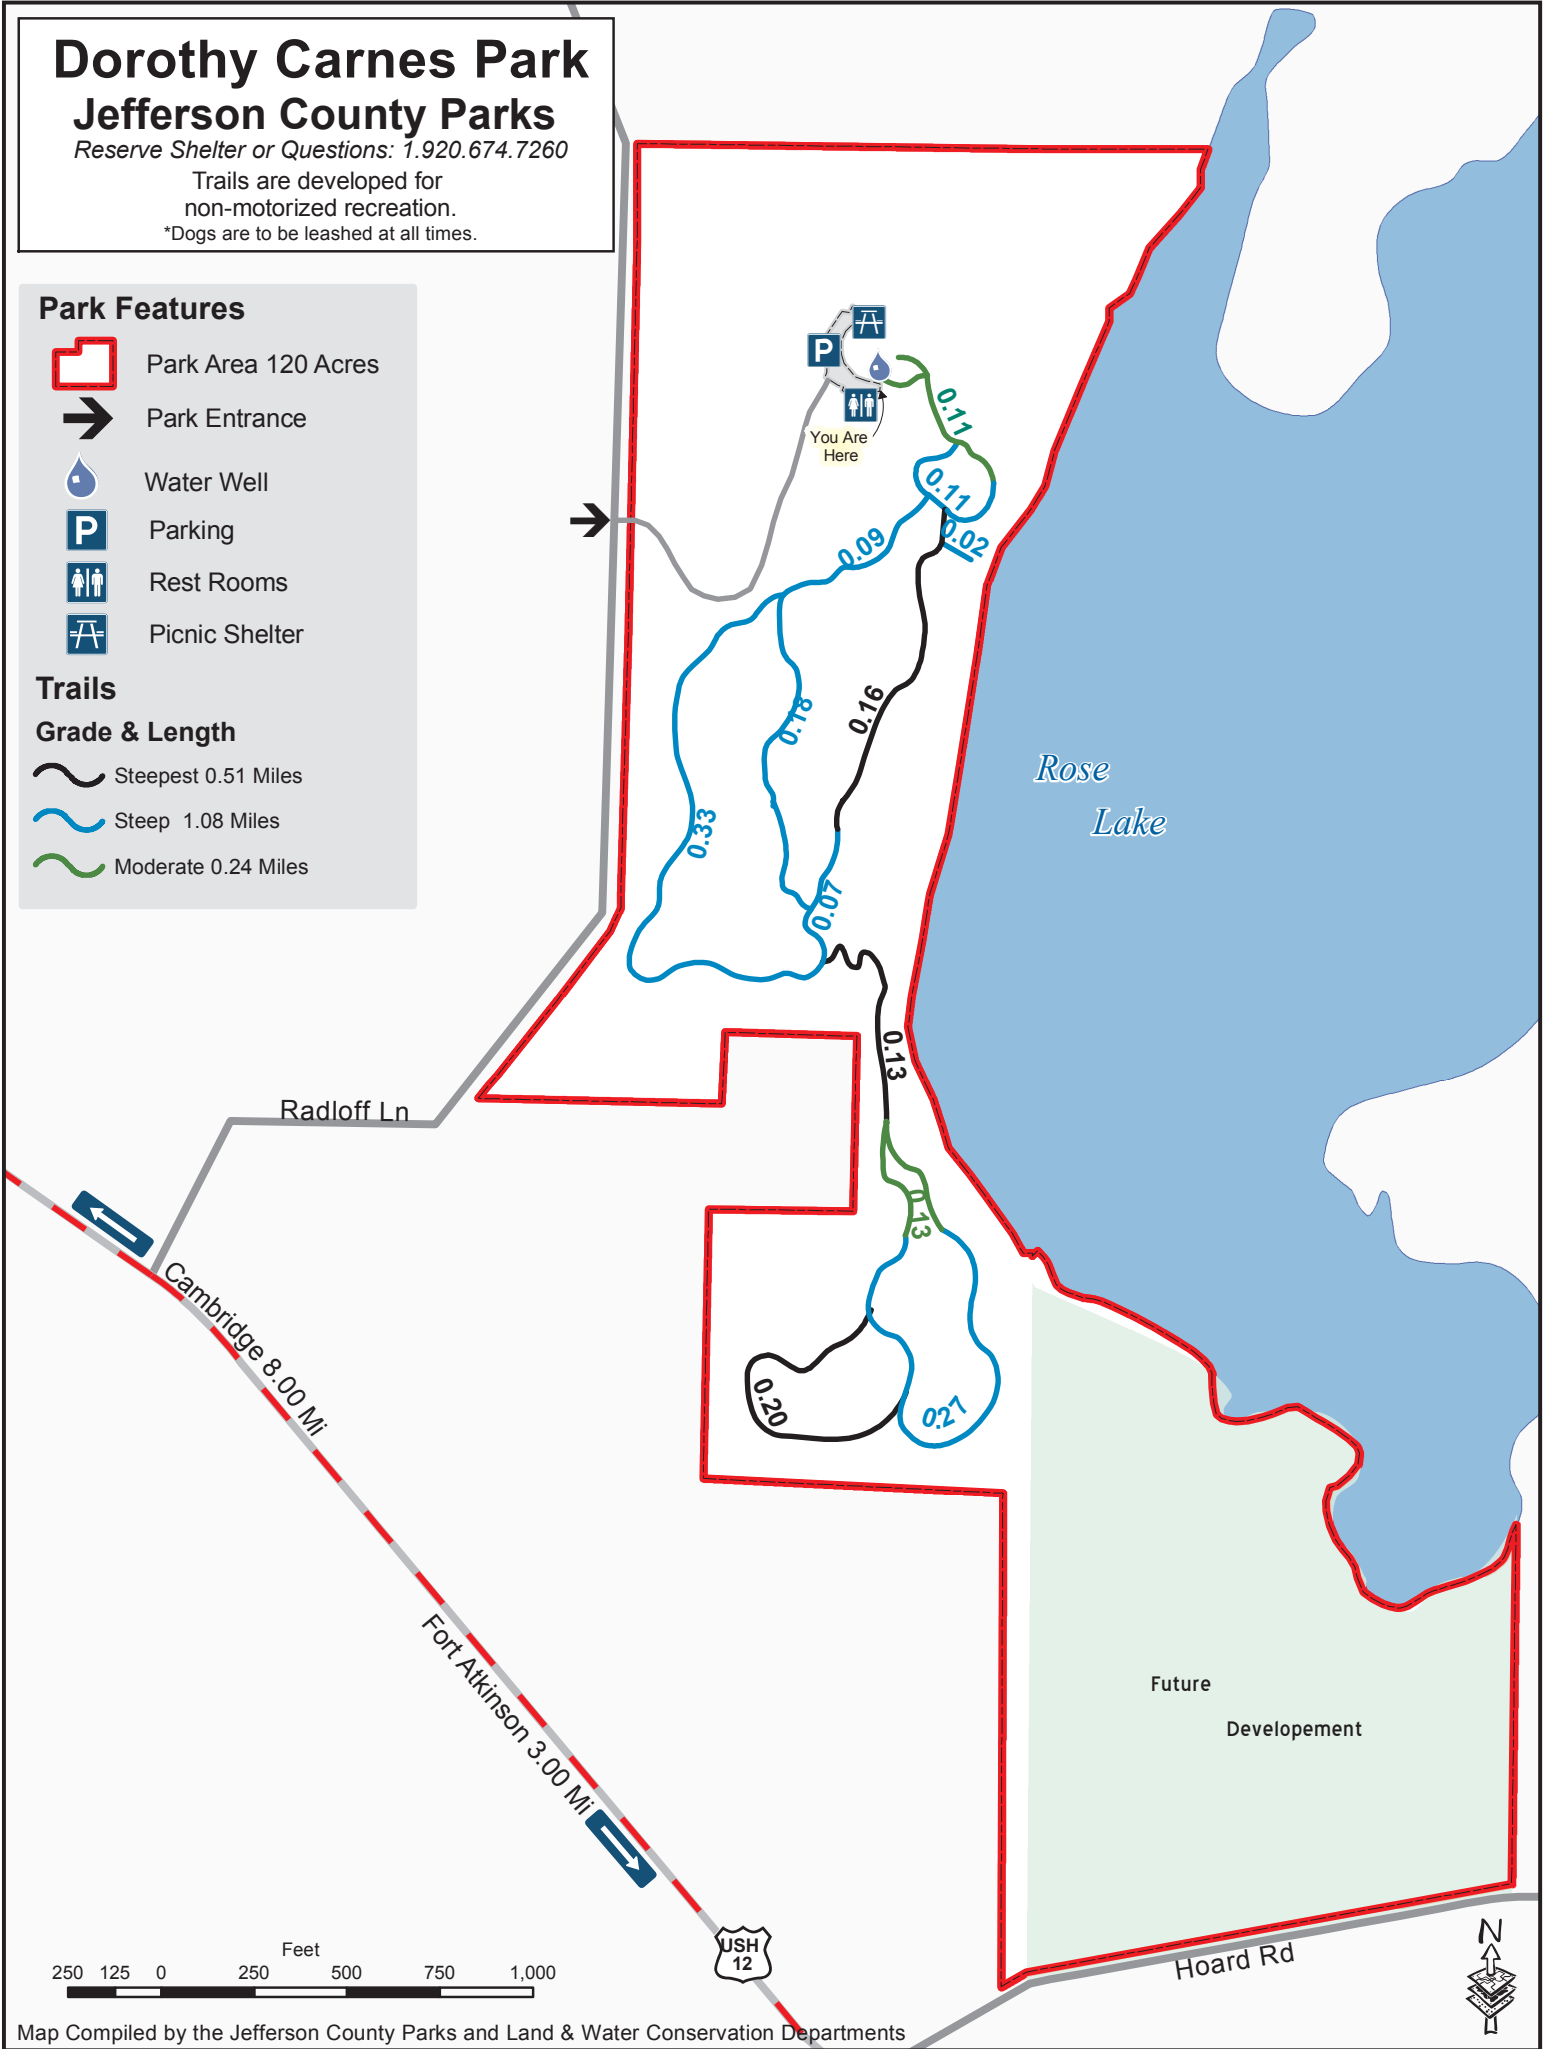 Dorothy Carnes Park
Jefferson County Parks
Reserve Shelter or Questions: 1.920.674.7260
Trails are developed for
non-motorized recreation.
*Dogs are to be leashed at all times.
Park Features
Park Area 120 Acres
Park Entrance
Water Well
P
Parking
Rest Rooms
Picnic Shelter
Trails
Grade & Length
Steepest 0.51 Miles
Steep 1.08 Miles
Moderate 0.24 Miles
P
You Are
Here
0.11
0.11
0.02
0.09
0.16
0.18
0.33
0.07
0.13
0.13
0.20
0.27
Rose
Lake
Radloff Ln
Cambridge 8.00 Mi
Fort Atkinson 3.00 Mi
USH
12
Future
Developement
Hoard Rd
N
Feet
250 125 0 250 500 750 1,000
Map Compiled by the Jefferson County Parks and Land & Water Conservation Departments